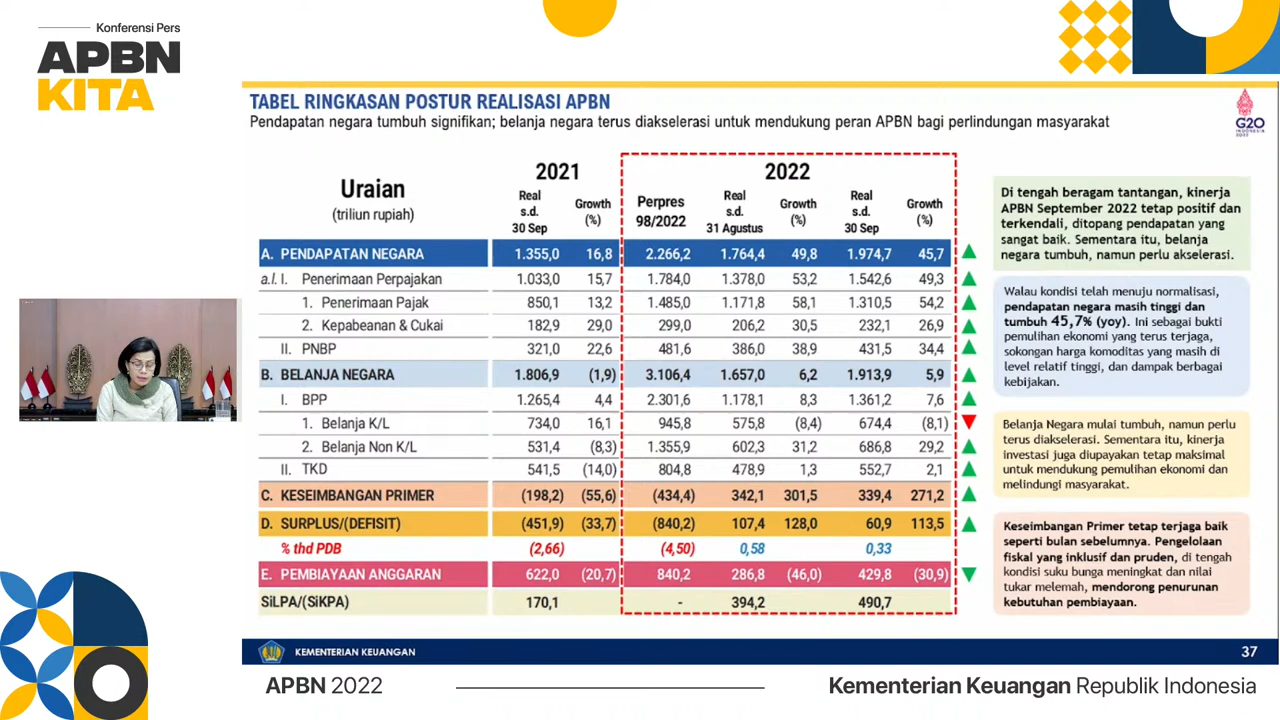 Konferensi Pers
APBN
KITA
TABEL RINGKASAN POSTUR REALISASI APBN
Pendapatan negara tumbuh signifikan; belanja negara terus diakselerasi untuk mendukung peran APBN bagi perlindungan masyarakat
G20
Uraian
(triliun rupiah)
2021
2022
Real s.d. 30 Sep
Growth (%)
Perpres 98/2022
Real s.d. 31 Agustus
Growth (%)
Real s.d. 30 Sep
Growth (%)
A. PENDAPATAN NEGARA 1.355,0 16,8 2.266,2 1.764,4 49,8 1.974,7 45,7
a.l. I. Penerimaan Perpajakan 1.033,0 15,7 1.784,0 1.378,0 53,2 1.542,6 49,3
1. Penerimaan Pajak 850,1 13,2 1.485,0 1.171,8 58,1 1.310,5 54,2
2. Kepabeanan & Cukai 182,9 29,0 299,0 206,2 30,5 232,1 26,9
II. PNBP 321,0 22,6 481,6 386,0 38,9 431,5 34,4
B. BELANJA NEGARA 1.806,9 (1,9) 3.106,4 1.657,0 6,2 1.913,9 5,9
I. BPP 1.265,4 4,4 2.301,6 1.178,1 8,3 1.361,2 7,6
1. Belanja K/L 734,0 16,1 945,8 575,8 (8,4) 674,4 (8,1)
2. Belanja Non K/L 531,4 (8,3) 1.355,9 602,3 31,2 686,8 29,2
II. TKD 541,5 (14,0) 804,8 478,9 1,3 552,7 2,1
C. KESEIMBANGAN PRIMER (198,2) (55,6) (434,4) 342,1 301,5 339,4 271,2
D. SURPLUS/(DEFISIT) (451,9) (33,7) (840,2) 107,4 128,0 60,9 113,5
% thd PDB (2,66) (4,50) 0,58 0,33
E. PEMBIAYAAN ANGGARAN 622,0 (20,7) 840,2 286,8 (46,0) 429,8 (30,9)
SiLPA/(SiKPA) 170,1 - 394,2 490,7
Di tengah beragam tantangan, kinerja
APBN September 2022 tetap positif dan
terkendali, ditopang pendapatan yang
sangat baik. Sementara itu, belanja
negara tumbuh, namun perlu akselerasi.
Walau kondisi telah menuju normalisasi,
pendapatan negara masih tinggi dan
tumbuh 45,7% (yoy). Ini sebagai bukti
pemulihan ekonomi yang terus terjaga,
sokongan harga komoditas yang masih di
level relatif tinggi, dan dampak berbagai
kebijakan.
Belanja Negara mulai tumbuh, namun perlu
terus diakselerasi. Sementara itu, kinerja
investasi juga diupayakan tetap maksimal
untuk mendukung pemulihan ekonomi dan
melindungi masyarakat.
Keseimbangan Primer tetap terjaga baik
seperti bulan sebelumnya. Pengelolaan
fiskal yang inklusif dan pruden, di tengah
kondisi suku bunga meningkat dan nilai
tukar melemah, mendorong penurunan
kebutuhan pembiayaan.
KEMENTERIAN KEUANGAN
37
APBN 2022
Kementerian Keuangan Republik Indonesia